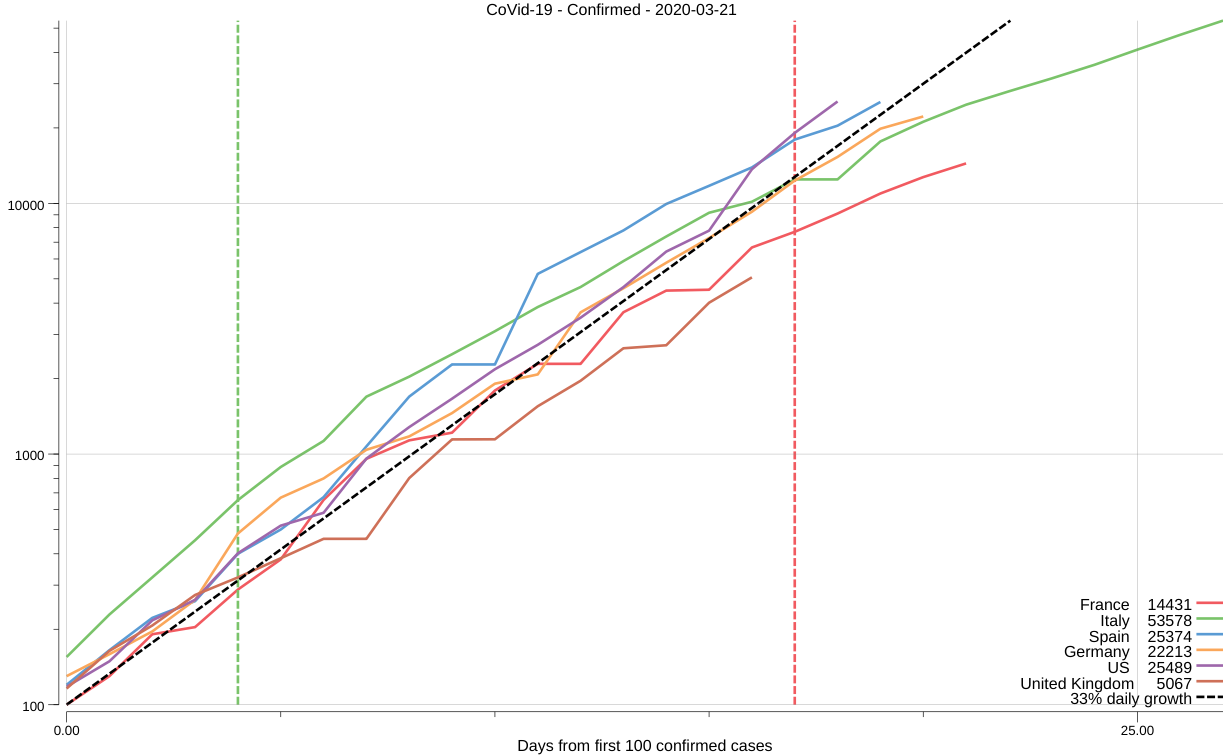 CoVid-19 - Confirmed - 2020-03-21
10000
1000
100
France 14431
Italy 53578
Spain 25374
Germany 22213
US 25489
United Kingdom 5067
33% daily growth
0.00 25.00
Days from first 100 confirmed cases